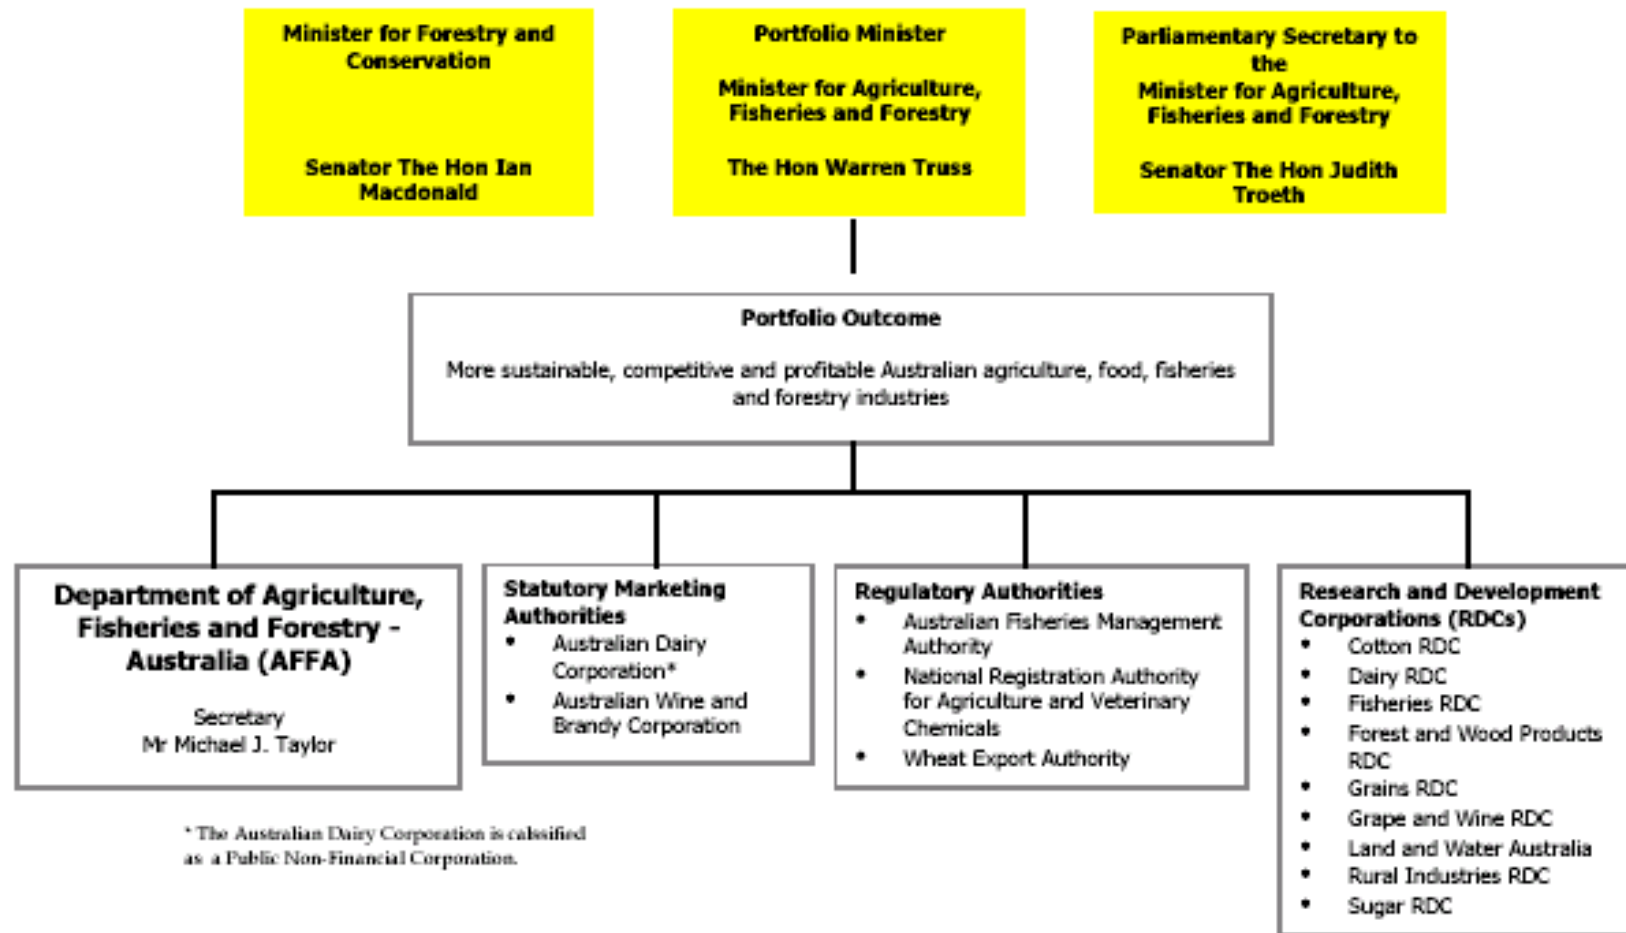 Minister for Forestry and
Conservation
Senator The Hon Ian
Macdonald
Portfolio Minister
Minister for Agriculture,
Fisheries and Forestry
The Hon Warren Truss
Parliamentary Secretary to
the
Minister for Agriculture,
Fisheries and Forestry
Senator The Hon Judith
Troeth
Portfolio Outcome
More sustainable, competitive and profitable Australian agriculture, food, fisheries
and forestry industries
Department of Agriculture,
Fisheries and Forestry -
Australia (AFFA)
Secretary
Mr Michael J. Taylor
Statutory Marketing
Authorities
• Australian Dairy
Corporation*
• Australian Wine and
Brandy Corporation
Regulatory Authorities
• Australian Fisheries Management
Authority
• National Registration Authority
for Agriculture and Veterinary
Chemicals
• Wheat Export Authority
Research and Development
Corporations (RDCs)
• Cotton RDC
• Dairy RDC
• Fisheries RDC
• Forest and Wood Products
RDC
• Grains RDC
• Grape and Wine RDC
• Land and Water Australia
• Rural Industries RDC
• Sugar RDC
* The Australian Dairy Corporation is calssified
as a Public Non-Financial Corporation.